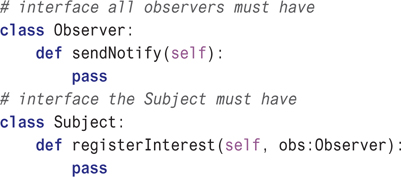 # interface all observers must have
class Observer:
    def sendNotify(self):
        pass
# interface the Subject must have
class Subject:
    def registerInterest(self, obs:Observer):
        pass